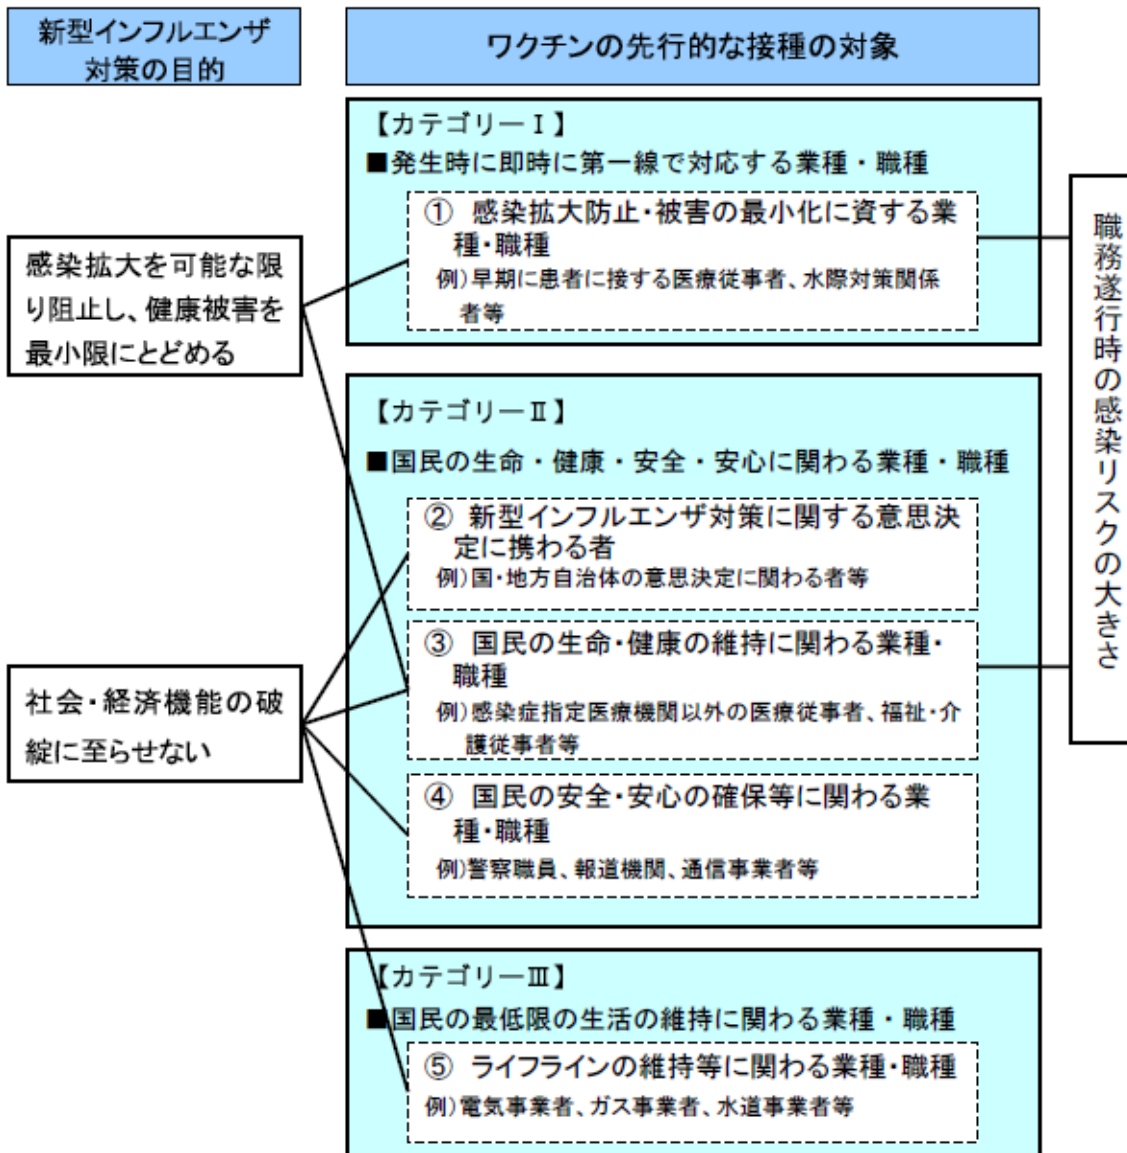 新型インフルエンザ
対策の目的
ワクチンの先行的な接種の対象
感染拡大を可能な限
り阻止し、健康被害を
最小限にとどめる
社会・経済機能の破
綻に至らせない
【カテゴリーⅠ】
■発生時に即時に第一線で対応する業種・職種
① 感染拡大防止・被害の最小化に資する業
種・職種
例）早期に患者に接する医療従事者、水際対策関係
者等
【カテゴリーⅡ】
■国民の生命・健康・安全・安心に関わる業種・職種
② 新型インフルエンザ対策に関する意思決
定に携わる者
例）国・地方自治体の意思決定に関わる者等
③ 国民の生命・健康の維持に関わる業種・
職種
例）感染症指定医療機関以外の医療従事者、福祉・介
護従事者等
④ 国民の安全・安心の確保等に関わる業
種・職種
例）警察職員、報道機関、通信事業者等
【カテゴリーⅢ】
■国民の最低限の生活の維持に関わる業種・職種
⑤ ライフラインの維持等に関わる業種・職種
例）電気事業者、ガス事業者、水道事業者等
職務遂行時の感染リスクの大きさ